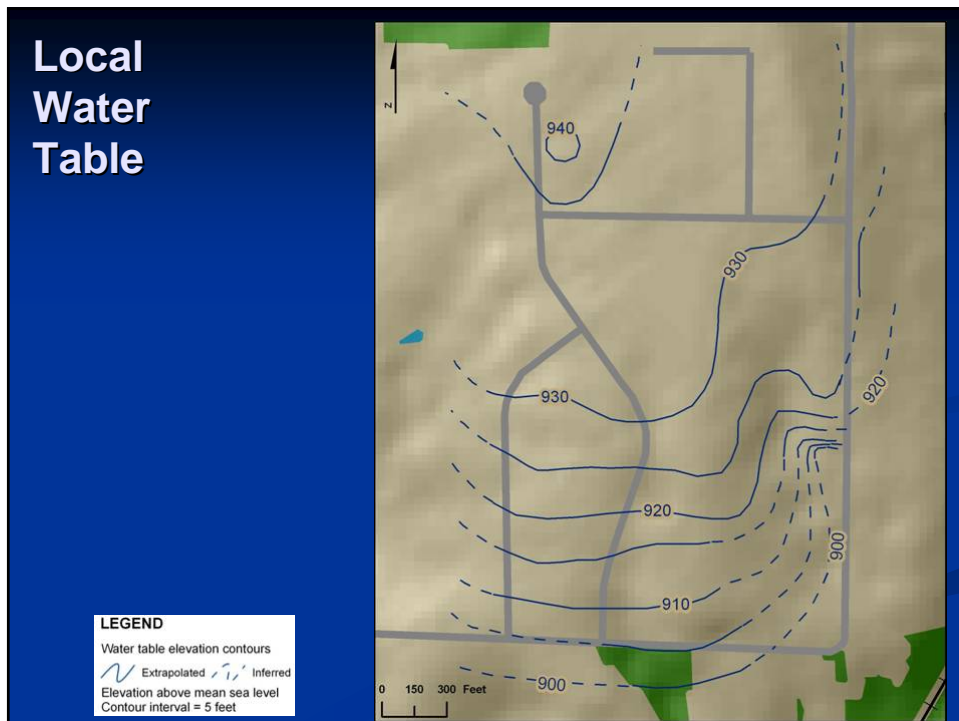 Local
Water
Table
N
940
930
930
920
920
910
900
900
LEGEND
Water table elevation contours
Extrapolated
Inferred
Elevation above mean sea level
Contour interval = 5 feet
0 150 300 Feet